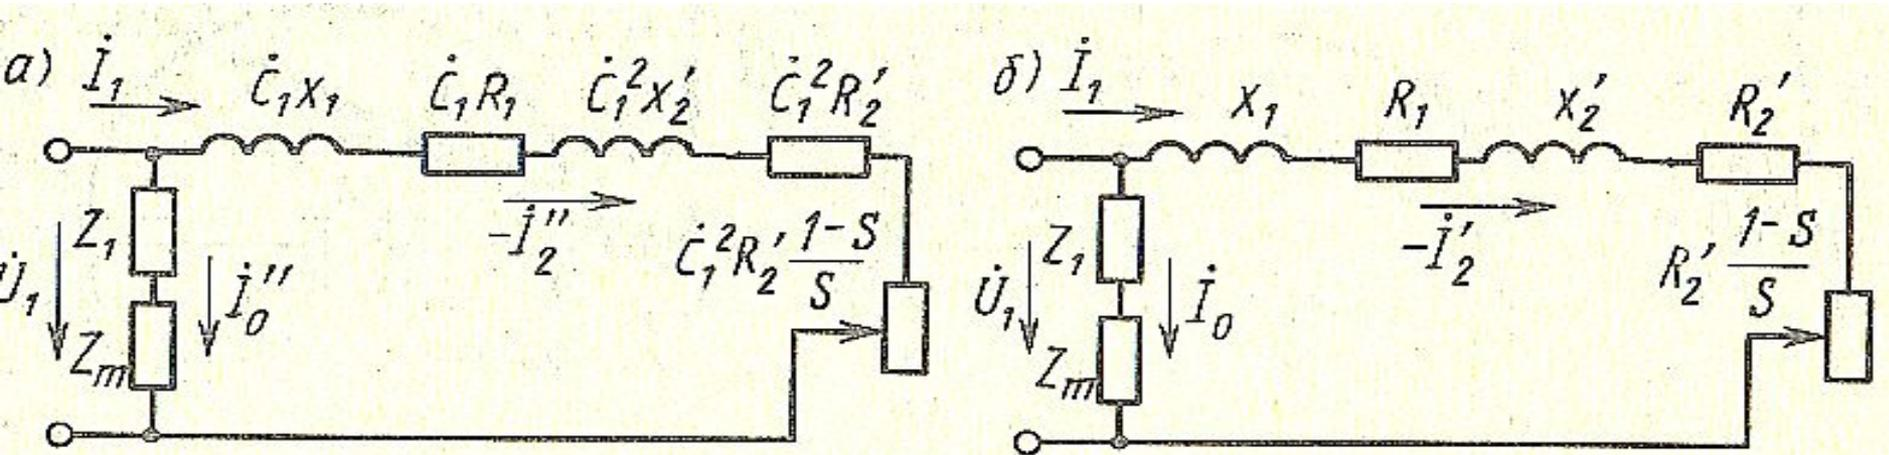 а) İ₁ Ċ₁x₁ Ċ₁R₁ Ċ₁²x₂′ Ċ₁²R₂′
Z₁ İ₀″ -İ₂″ Ċ₁²R₂′ (1-S)/S
U̇₁
Zₘ
б) İ₁ x₁ R₁ x₂′ R₂′
Z₁ İ₀ -İ₂′ R₂′ (1-S)/S
U̇₁
Zₘ